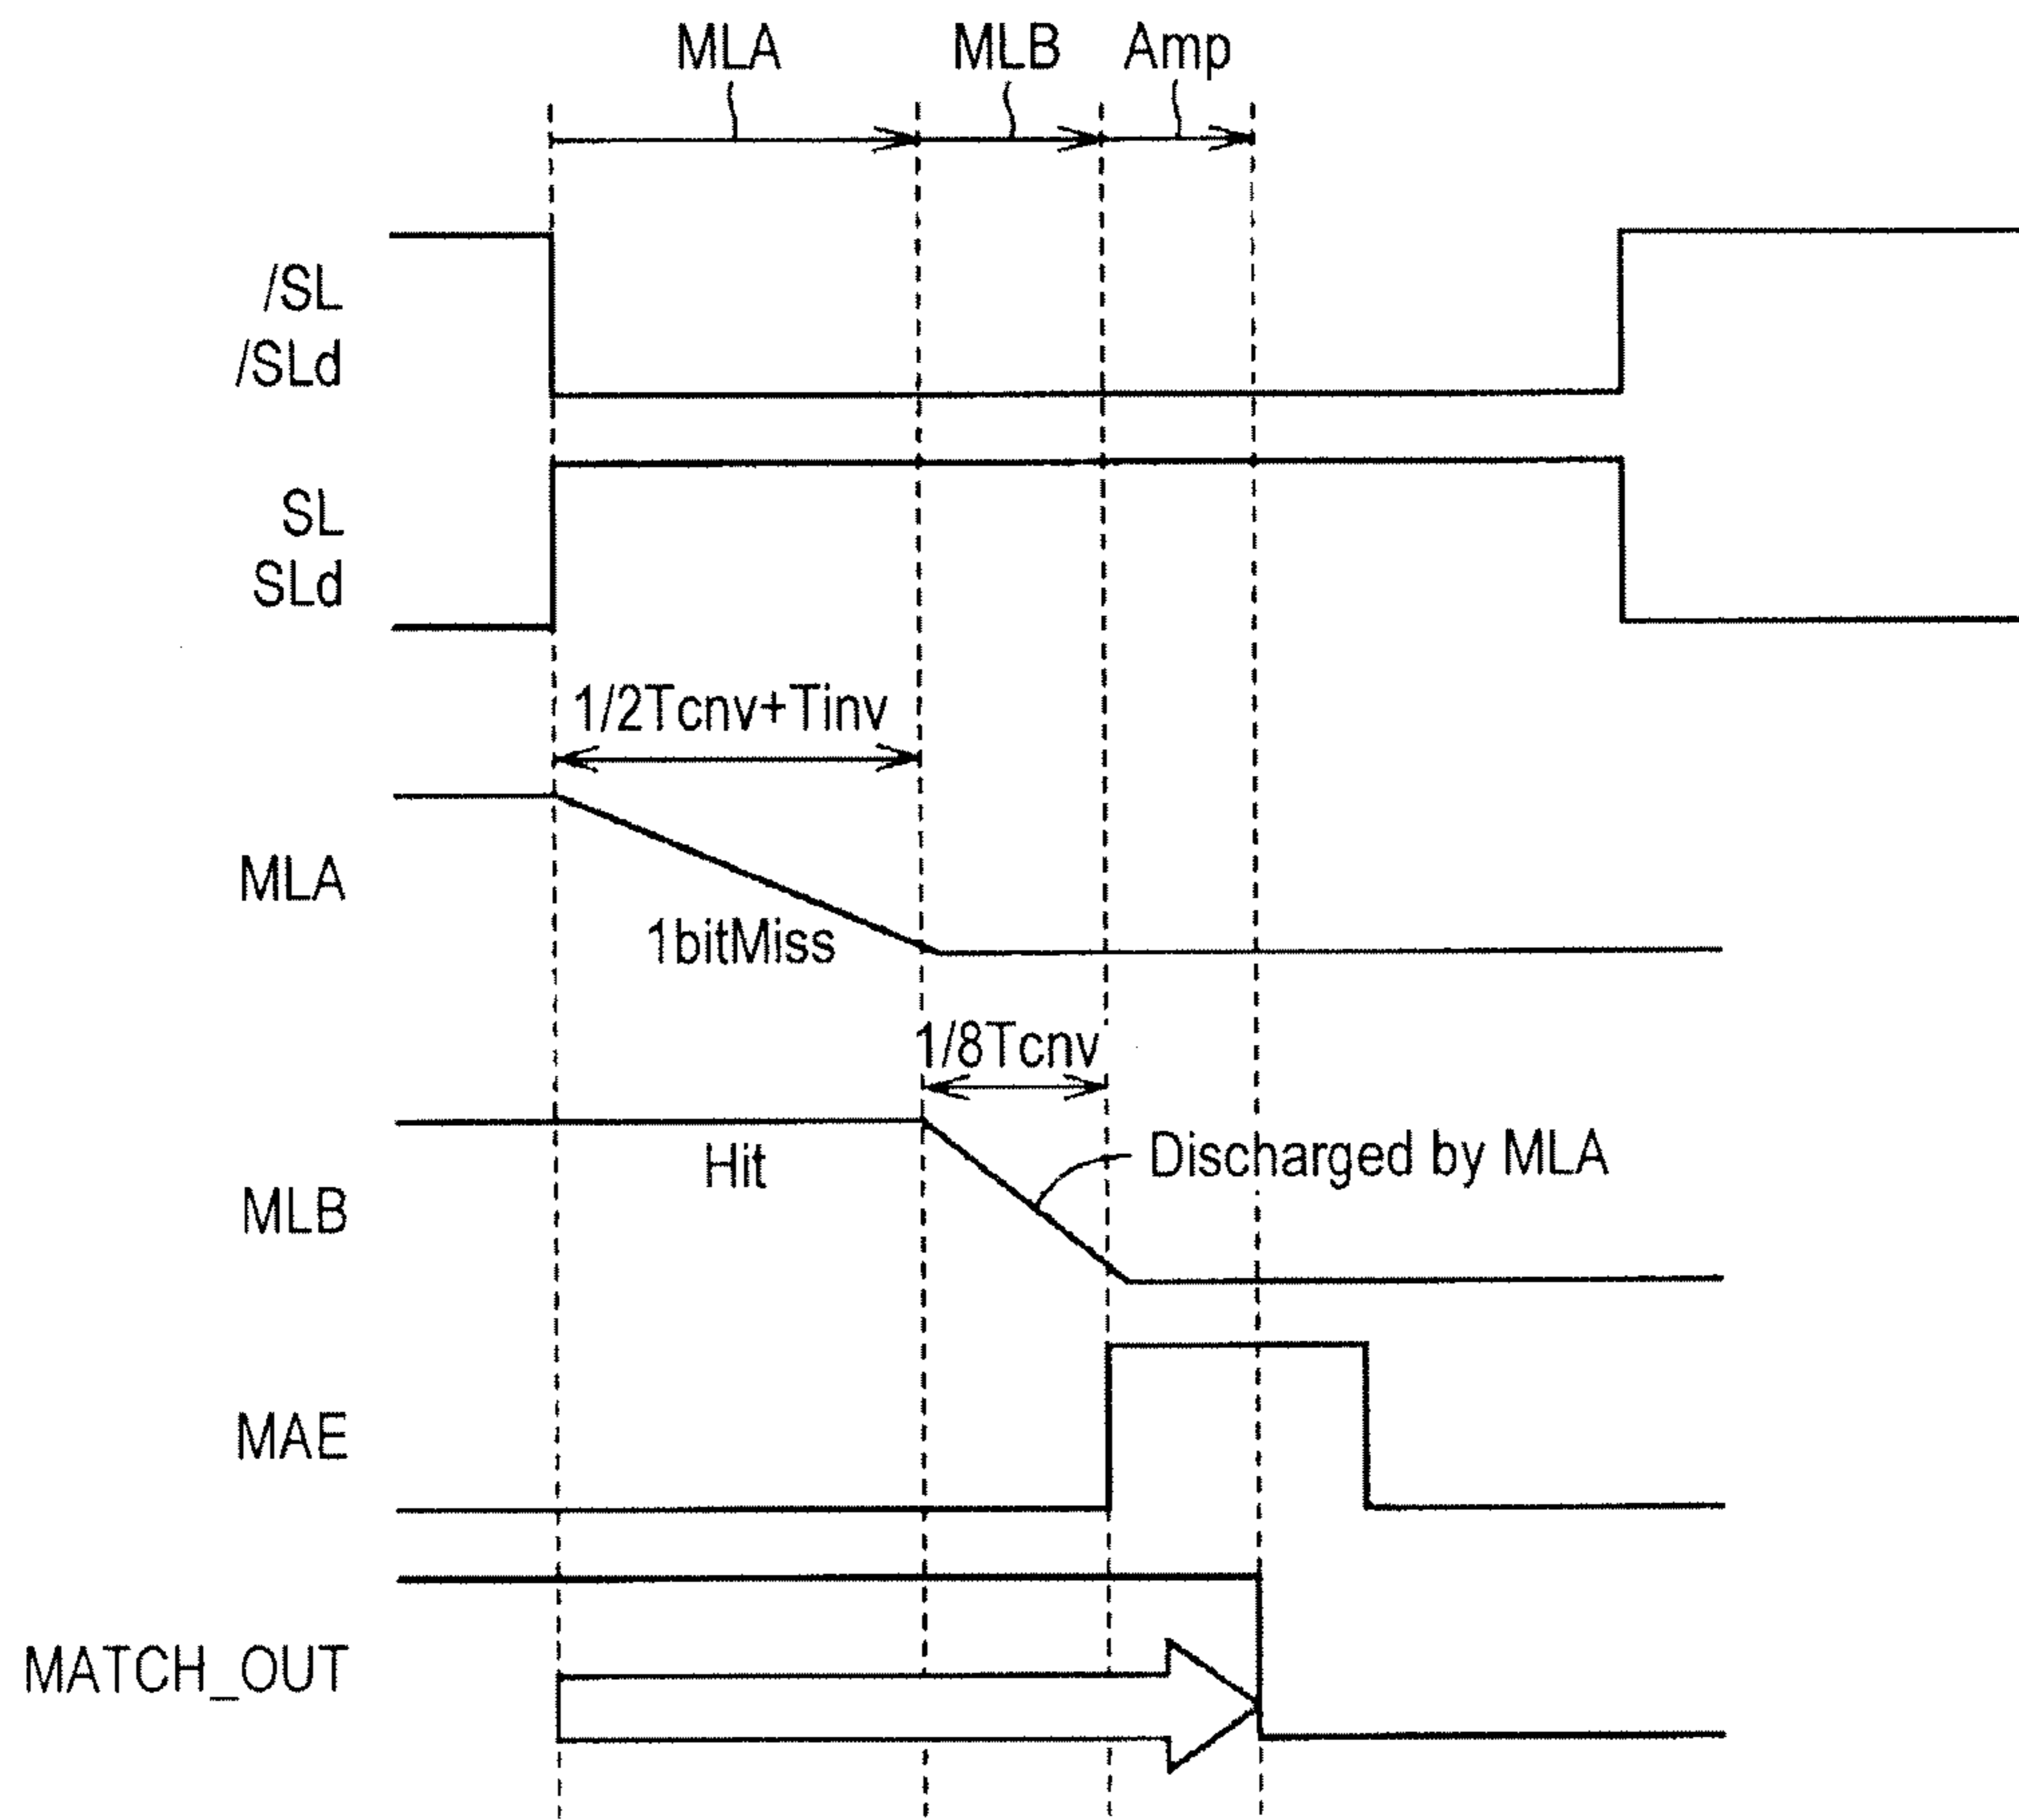 MLA MLB Amp
/SL
/SLd
SL
SLd
1/2Tcnv+Tinv
MLA
1bitMiss
1/8Tcnv
Hit
Discharged by MLA
MLB
MAE
MATCH_OUT